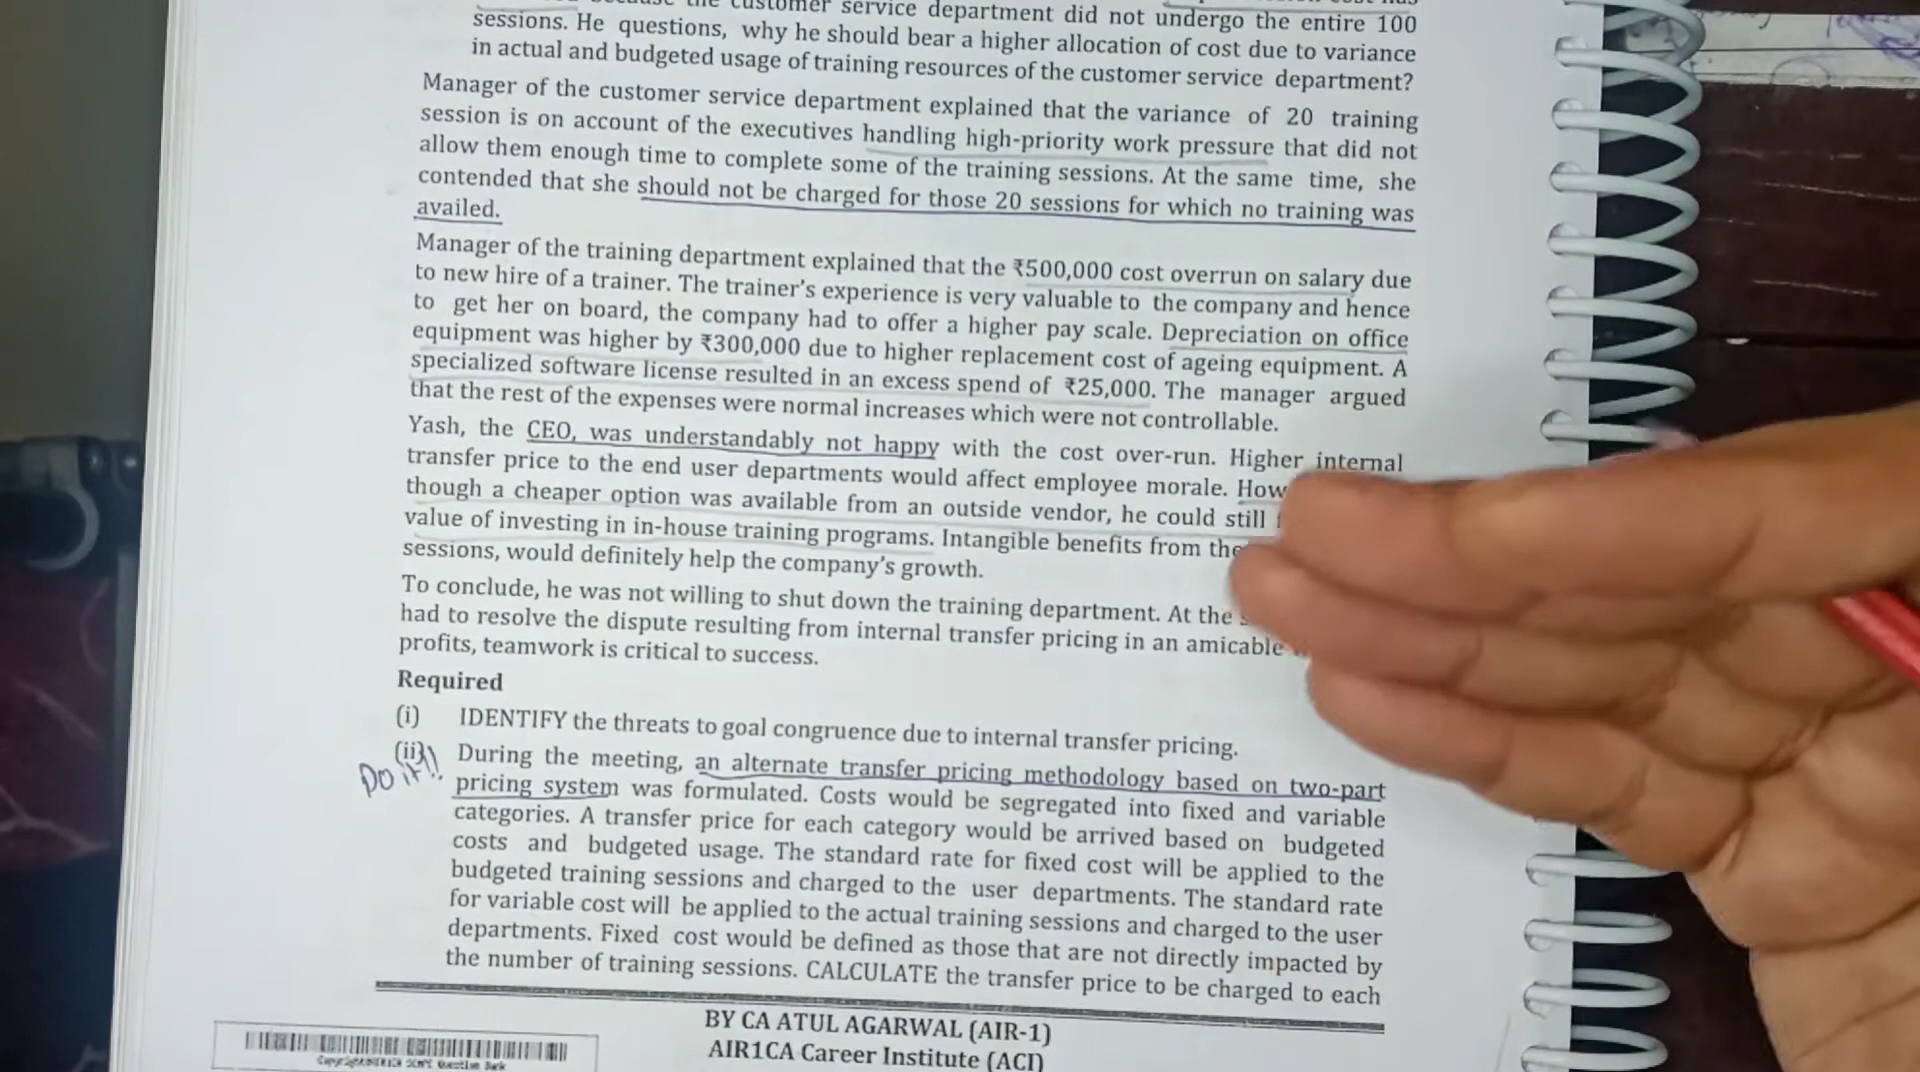 customer service department did not undergo the entire 100
sessions. He questions, why he should bear a higher allocation of cost due to variance
in actual and budgeted usage of training resources of the customer service department?
Manager of the customer service department explained that the variance of 20 training
session is on account of the executives handling high-priority work pressure that did not
allow them enough time to complete some of the training sessions. At the same time, she
contended that she should not be charged for those 20 sessions for which no training was
availed.
Manager of the training department explained that the ₹500,000 cost overrun on salary due
to new hire of a trainer. The trainer's experience is very valuable to the company and hence
to get her on board, the company had to offer a higher pay scale. Depreciation on office
equipment was higher by ₹300,000 due to higher replacement cost of ageing equipment. A
specialized software license resulted in an excess spend of ₹25,000. The manager argued
that the rest of the expenses were normal increases which were not controllable.
Yash, the CEO, was understandably not happy with the cost over-run. Higher internal
transfer price to the end user departments would affect employee morale.
though a cheaper option was available from an outside vendor, he could still
value of investing in in-house training programs. Intangible benefits from
sessions, would definitely help the company's growth.
To conclude, he was not willing to shut down the training department. At the
had to resolve the dispute resulting from internal transfer pricing in an amicable
profits, teamwork is critical to success.
Required
(i) IDENTIFY the threats to goal congruence due to internal transfer pricing.
(ii) During the meeting, an alternate transfer pricing methodology based on two-part
Do it!!
pricing system was formulated. Costs would be segregated into fixed and variable
categories. A transfer price for each category would be arrived based on budgeted
costs and budgeted usage. The standard rate for fixed cost will be applied to the
budgeted training sessions and charged to the user departments. The standard rate
for variable cost will be applied to the actual training sessions and charged to the user
departments. Fixed cost would be defined as those that are not directly impacted by
the number of training sessions. CALCULATE the transfer price to be charged to each
BY CA ATUL AGARWAL (AIR-1)
AIR1CA Career Institute (ACI)